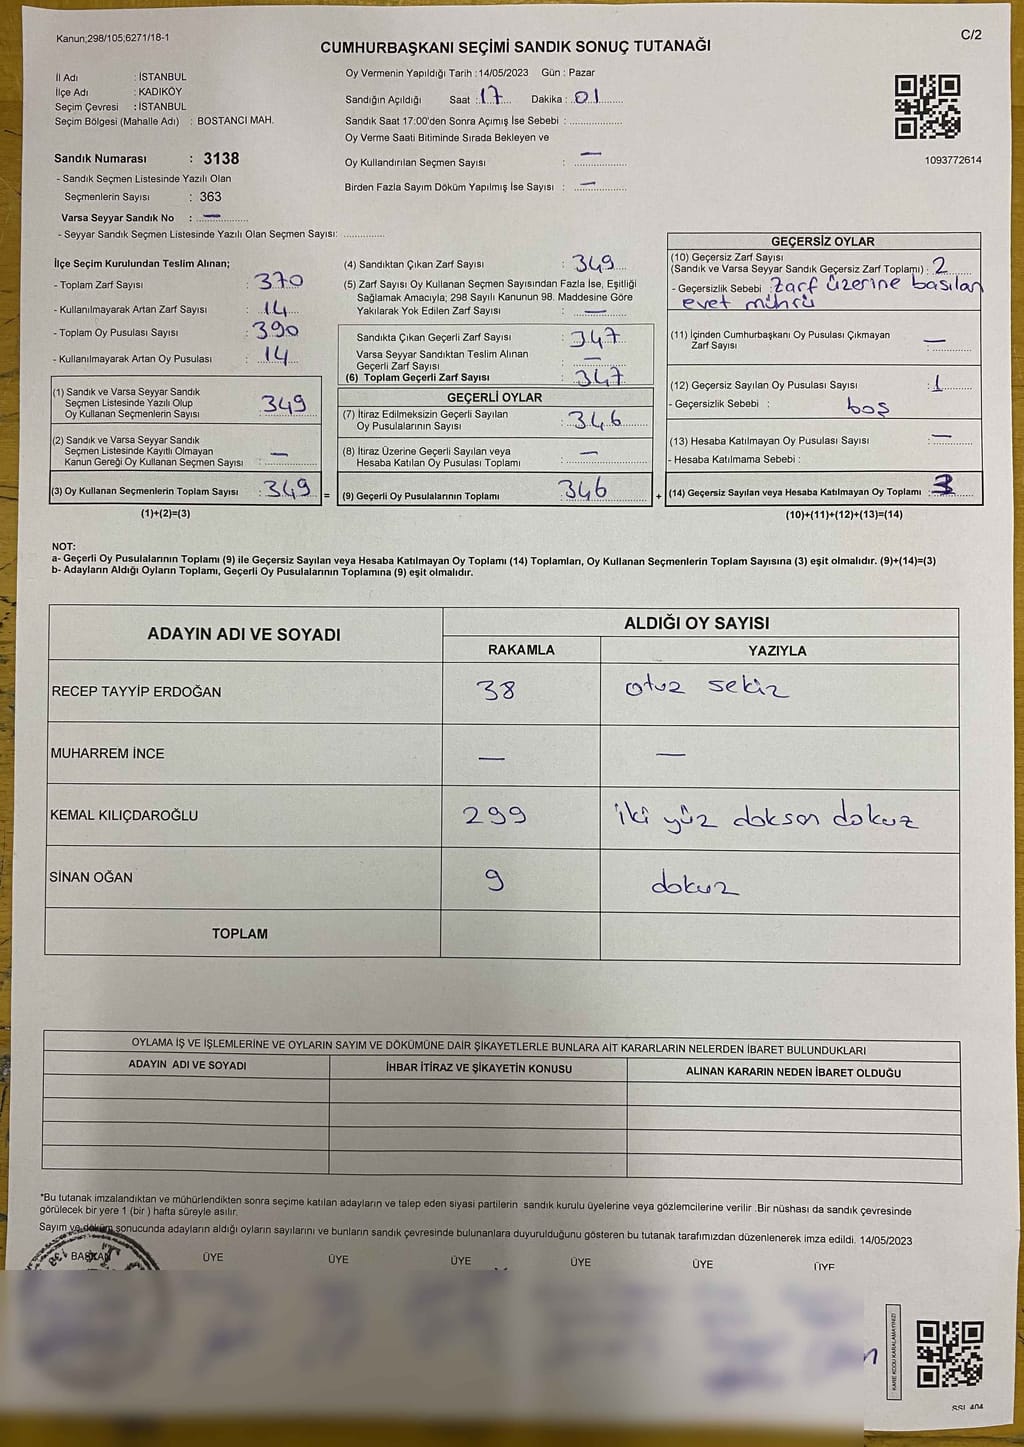 Kanun;298/105;6271/18-1
C/2
CUMHURBAŞKANI SEÇİMİ SANDIK SONUÇ TUTANAĞI
İl Adı : İSTANBUL
İlçe Adı : KADIKÖY
Seçim Çevresi : İSTANBUL
Seçim Bölgesi (Mahalle Adı) : BOSTANCI MAH.
Sandık Numarası : 3138
- Sandık Seçmen Listesinde Yazılı Olan
Seçmenlerin Sayısı : 363
Varsa Seyyar Sandık No : —
- Seyyar Sandık Seçmen Listesinde Yazılı Olan Seçmen Sayısı: ..............
Oy Vermenin Yapıldığı Tarih :14/05/2023 Gün : Pazar
Sandığın Açıldığı Saat : 17 Dakika : 01
Sandık Saat 17:00'den Sonra Açımış İse Sebebi : ..................
Oy Verme Saati Bitiminde Sırada Bekleyen ve
Oy Kullandırılan Seçmen Sayısı : —
Birden Fazla Sayım Döküm Yapılmış İse Sayısı : —
1093772614
İlçe Seçim Kurulundan Teslim Alınan;
- Toplam Zarf Sayısı : 370
- Kullanılmayarak Artan Zarf Sayısı : 14
- Toplam Oy Pusulası Sayısı : 390
- Kullanılmayarak Artan Oy Pusulası : 14
(1) Sandık ve Varsa Seyyar Sandık
Seçmen Listesinde Yazılı Olup
Oy Kullanan Seçmenlerin Sayısı : 349
(2) Sandık ve Varsa Seyyar Sandık
Seçmen Listesinde Kayıtlı Olmayan
Kanun Gereği Oy Kullanan Seçmen Sayısı : —
(3) Oy Kullanan Seçmenlerin Toplam Sayısı : 349 =
(1)+(2)=(3)
(4) Sandıktan Çıkan Zarf Sayısı : 349
(5) Zarf Sayısı Oy Kullanan Seçmen Sayısından Fazla İse, Eşitliği
Sağlamak Amacıyla; 298 Sayılı Kanunun 98. Maddesine Göre
Yakılarak Yok Edilen Zarf Sayısı : —
Sandıkta Çıkan Geçerli Zarf Sayısı : 347
Varsa Seyyar Sandıktan Teslim Alınan
Geçerli Zarf Sayısı : —
(6) Toplam Geçerli Zarf Sayısı : 347
GEÇERLİ OYLAR
(7) İtiraz Edilmeksizin Geçerli Sayılan
Oy Pusulalarının Sayısı : 346
(8) İtiraz Üzerine Geçerli Sayılan veya
Hesaba Katılan Oy Pusulası Toplamı : —
(9) Geçerli Oy Pusulalarının Toplamı 346 +
GEÇERSİZ OYLAR
(10) Geçersiz Zarf Sayısı
(Sandık ve Varsa Seyyar Sandık Geçersiz Zarf Toplamı) : 2
- Geçersizlik Sebebi : Zarf üzerine basılan
evet mührü
(11) İçinden Cumhurbaşkanı Oy Pusulası Çıkmayan
Zarf Sayısı : —
(12) Geçersiz Sayılan Oy Pusulası Sayısı : 1
- Geçersizlik Sebebi : boş
(13) Hesaba Katılmayan Oy Pusulası Sayısı : —
- Hesaba Katılmama Sebebi :
(14) Geçersiz Sayılan veya Hesaba Katılmayan Oy Toplamı : 3
(10)+(11)+(12)+(13)=(14)
NOT:
a- Geçerli Oy Pusulalarının Toplamı (9) ile Geçersiz Sayılan veya Hesaba Katılmayan Oy Toplamı (14) Toplamları, Oy Kullanan Seçmenlerin Toplam Sayısına (3) eşit olmalıdır. (9)+(14)=(3)
b- Adayların Aldığı Oyların Toplamı, Geçerli Oy Pusulalarının Toplamına (9) eşit olmalıdır.
ADAYIN ADI VE SOYADI ALDIĞI OY SAYISI
RAKAMLA YAZIYLA
RECEP TAYYİP ERDOĞAN 38 otuz sekiz
MUHARREM İNCE — —
KEMAL KILIÇDAROĞLU 299 iki yüz doksan dokuz
SİNAN OĞAN 9 dokuz
TOPLAM
OYLAMA İŞ VE İŞLEMLERİNE VE OYLARIN SAYIM VE DÖKÜMÜNE DAİR ŞİKAYETLERLE BUNLARA AİT KARARLARIN NELERDEN İBARET BULUNDUKLARI
ADAYIN ADI VE SOYADI İHBAR İTİRAZ VE ŞİKAYETİN KONUSU ALINAN KARARIN NEDEN İBARET OLDUĞU
*Bu tutanak imzalandıktan ve mühürlendikten sonra seçime katılan adayların ve talep eden siyasi partilerin sandık kurulu üyelerine veya gözlemcilerine verilir .Bir nüshası da sandık çevresinde
görülecek bir yere 1 (bir ) hafta süreyle asılır.
Sayım ve döküm sonucunda adayların aldığı oyların sayılarını ve bunların sandık çevresinde bulunanlara duyurulduğunu gösteren bu tutanak tarafımızdan düzenlenerek imza edildi. 14/05/2023
BAŞKAN ÜYE ÜYE ÜYE ÜYE ÜYE ÜYE
KARE KODU KARALAMAYINIZ!